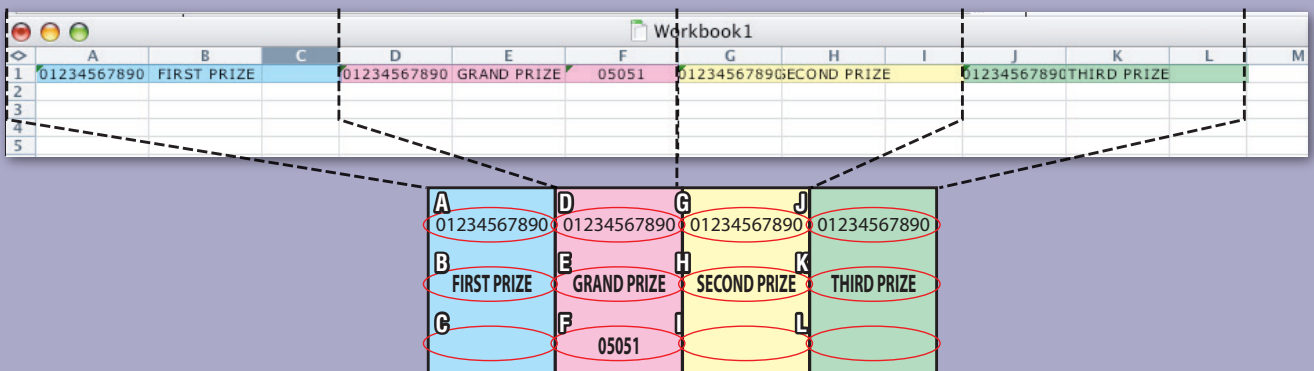 Workbook1
A B C D E F G H I J K L M
1 01234567890 FIRST PRIZE 01234567890 GRAND PRIZE 05051 01234567890 SECOND PRIZE 01234567890 THIRD PRIZE
2
3
4
5
A D G J
01234567890 01234567890 01234567890 01234567890
B E H K
FIRST PRIZE GRAND PRIZE SECOND PRIZE THIRD PRIZE
C F I L
05051